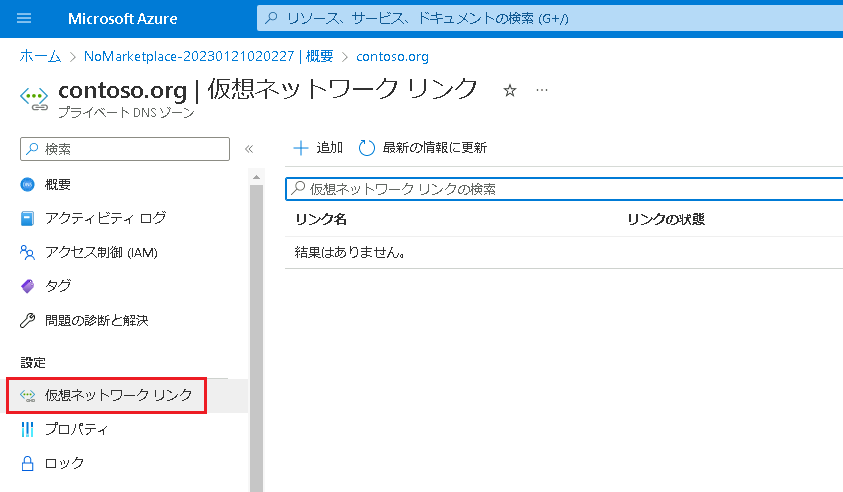 Microsoft Azure
リソース、サービス、ドキュメントの検索 (G+/)
ホーム > NoMarketplace-20230121020227 | 概要 > contoso.org
contoso.org | 仮想ネットワーク リンク
プライベート DNS ゾーン
検索
«
追加
最新の情報に更新
概要
アクティビティ ログ
アクセス制御 (IAM)
タグ
問題の診断と解決
設定
仮想ネットワーク リンク
プロパティ
ロック
仮想ネットワーク リンクの検索
リンク名
リンクの状態
結果はありません。